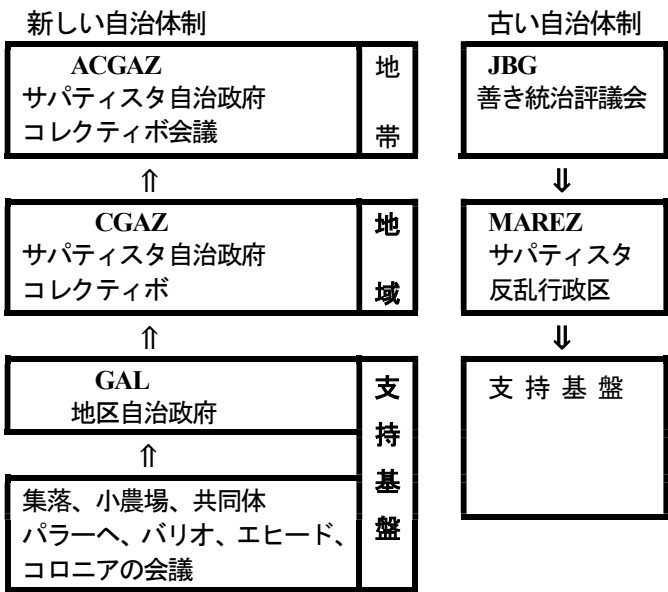 新しい自治体制
ACGAZ
サパティスタ自治政府
コレクティボ会議
地
帯
⇑
CGAZ
サパティスタ自治政府
コレクティボ
地
域
⇑
GAL
地区自治政府
⇑
集落、小農場、共同体
パラーヘ、バリオ、エヒード、
コロニアの会議
支
持
基
盤
古い自治体制
JBG
善き統治評議会
⇓
MAREZ
サパティスタ
反乱行政区
⇓
支 持 基 盤